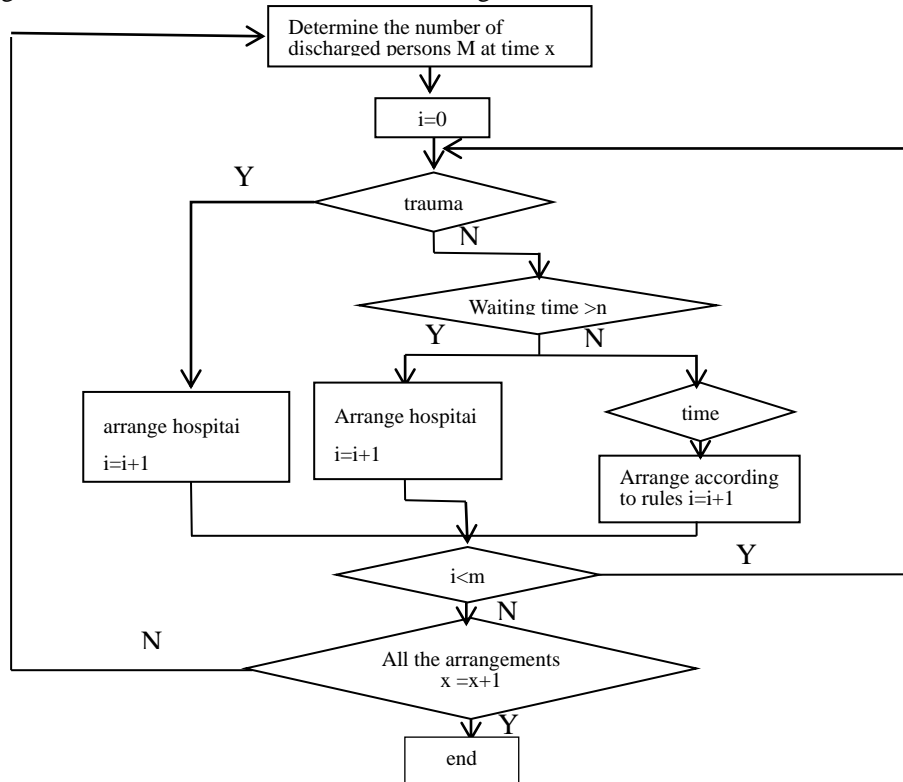 Determine the number of
discharged persons M at time x
i=0
Y
trauma
N
Waiting time >n
Y
N
arrange hospitai
i=i+1
Arrange hospitai
i=i+1
time
Arrange according
to rules i=i+1
Y
i<m
N
N
All the arrangements
x =x+1
Y
end